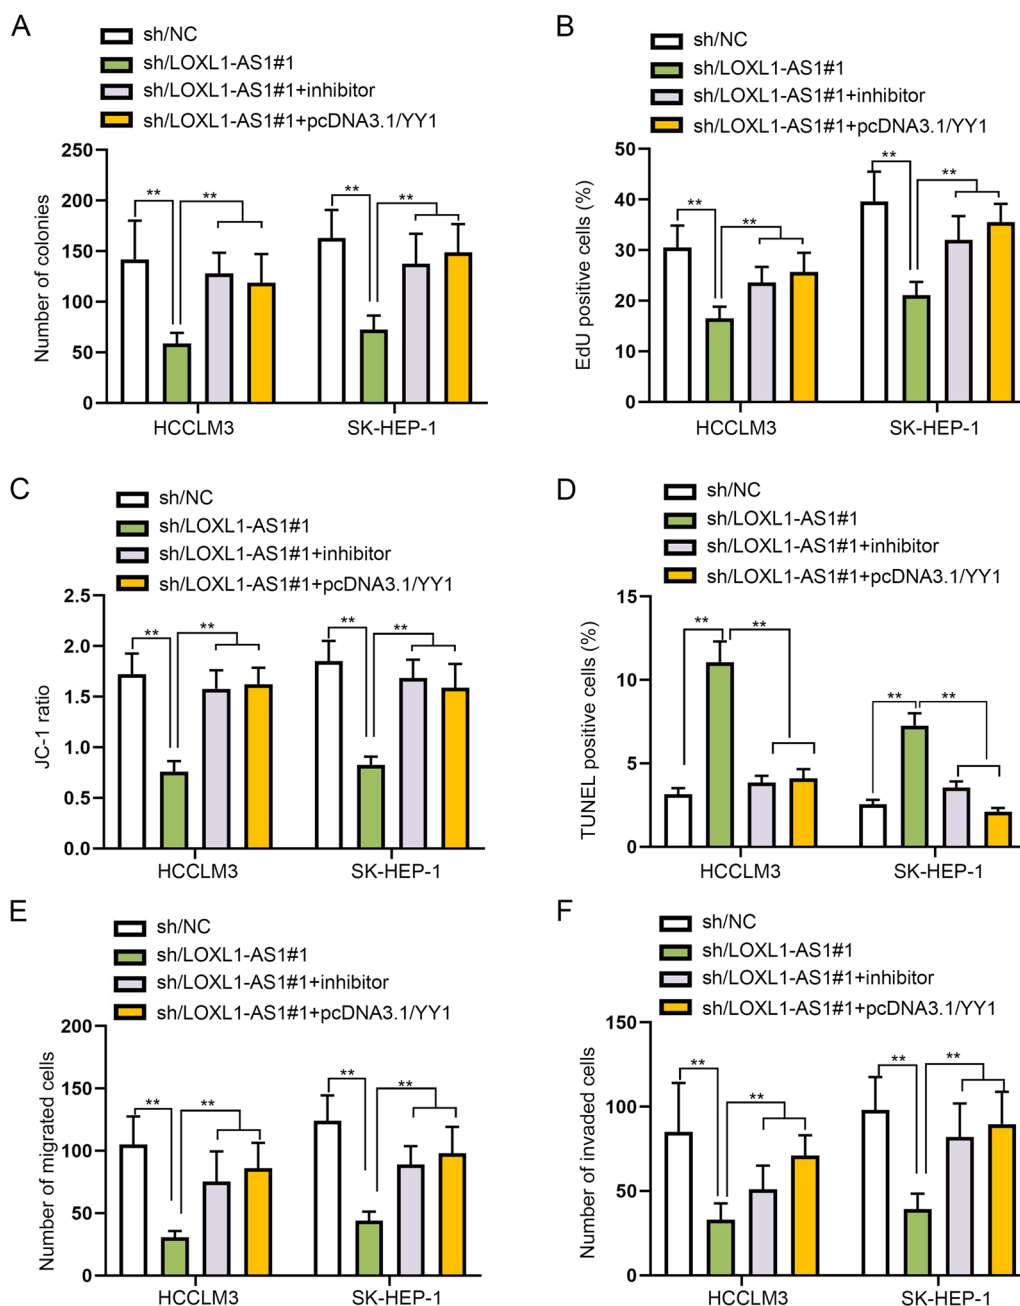 A
sh/NC
sh/LOXL1-AS1#1
sh/LOXL1-AS1#1+inhibitor
sh/LOXL1-AS1#1+pcDNA3.1/YY1
Number of colonies
250
200
150
100
50
0
** ** ** **
HCCLM3 SK-HEP-1
B
sh/NC
sh/LOXL1-AS1#1
sh/LOXL1-AS1#1+inhibitor
sh/LOXL1-AS1#1+pcDNA3.1/YY1
EdU positive cells (%)
50
40
30
20
10
0
** ** ** **
HCCLM3 SK-HEP-1
C
sh/NC
sh/LOXL1-AS1#1
sh/LOXL1-AS1#1+inhibitor
sh/LOXL1-AS1#1+pcDNA3.1/YY1
JC-1 ratio
2.5
2.0
1.5
1.0
0.5
0.0
** ** ** **
HCCLM3 SK-HEP-1
D
sh/NC
sh/LOXL1-AS1#1
sh/LOXL1-AS1#1+inhibitor
sh/LOXL1-AS1#1+pcDNA3.1/YY1
TUNEL positive cells (%)
15
10
5
0
** ** ** **
HCCLM3 SK-HEP-1
E
sh/NC
sh/LOXL1-AS1#1
sh/LOXL1-AS1#1+inhibitor
sh/LOXL1-AS1#1+pcDNA3.1/YY1
Number of migrated cells
200
150
100
50
0
** ** ** **
HCCLM3 SK-HEP-1
F
sh/NC
sh/LOXL1-AS1#1
sh/LOXL1-AS1#1+inhibitor
sh/LOXL1-AS1#1+pcDNA3.1/YY1
Number of invaded cells
150
100
50
0
** ** ** **
HCCLM3 SK-HEP-1